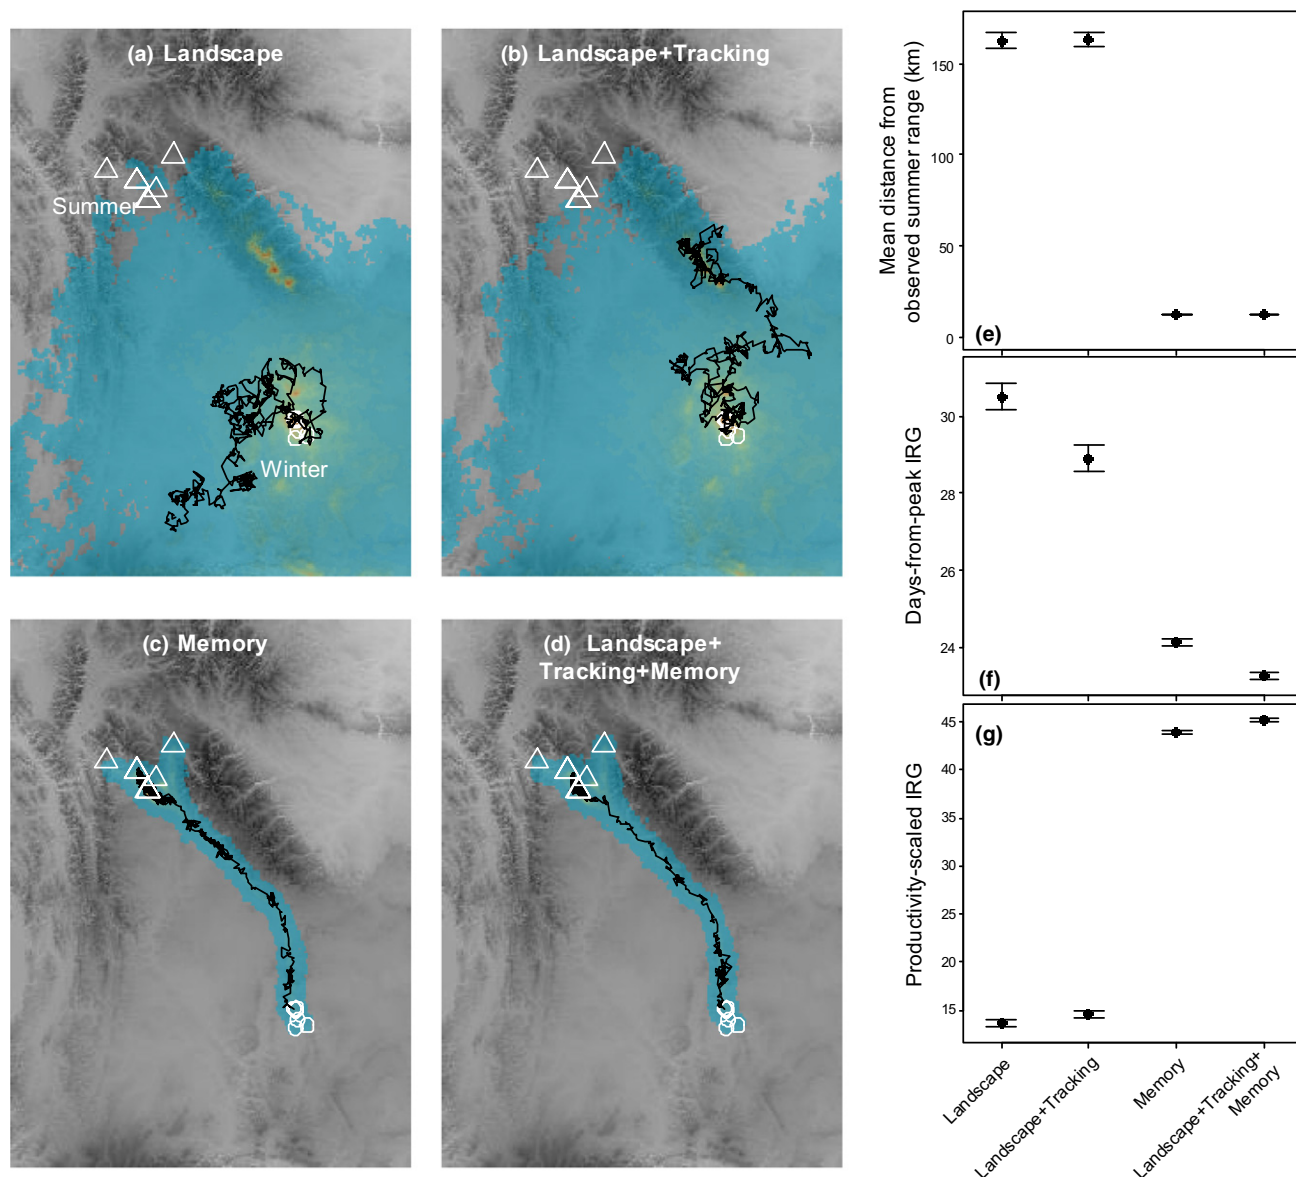 (a) Landscape
Summer
Winter
(b) Landscape+Tracking
(c) Memory
(d) Landscape+
Tracking+Memory
Mean distance from
observed summer range (km)
150
100
50
0
(e)
Days-from-peak IRG
30
28
26
24
(f)
Productivity-scaled IRG
45
40
35
30
25
20
15
(g)
Landscape
Landscape+Tracking
Memory
Landscape+Tracking+
Memory